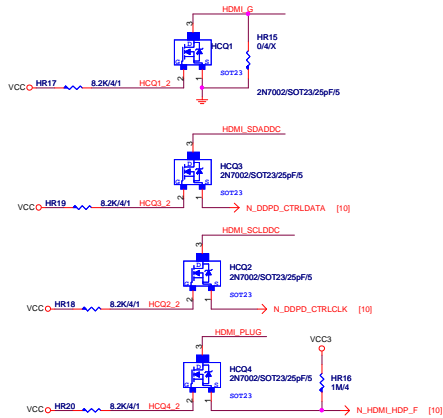 HDMI_G
3
D
HCQ1
HR15
0/4/X
G S
SOT23
2 1
VCC HR17 8.2K/4/1 HCQ1_2
2N7002/SOT23/25pF/5
HDMI_SDADDC
3
D
HCQ3
2N7002/SOT23/25pF/5
G S
SOT23
2 1
VCC HR19 8.2K/4/1 HCQ3_2
N_DDPD_CTRLDATA [10]
HDMI_SCLDDC
3
D
HCQ2
2N7002/SOT23/25pF/5
G S
SOT23
2 1
VCC HR18 8.2K/4/1 HCQ2_2
N_DDPD_CTRLCLK [10]
HDMI_PLUG
3
VCC3
D
HCQ4
2N7002/SOT23/25pF/5
HR16
1M/4
G S
SOT23
2 1
VCC HR20 8.2K/4/1 HCQ4_2
N_HDMI_HDP_F [10]